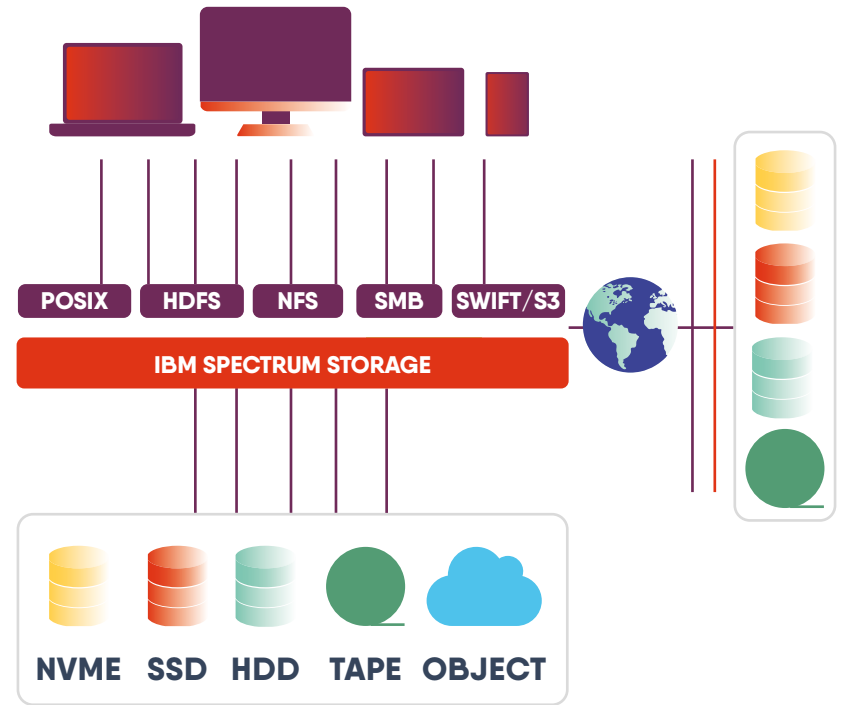 POSIX HDFS NFS SMB SWIFT/S3
IBM SPECTRUM STORAGE
NVME SSD HDD TAPE OBJECT